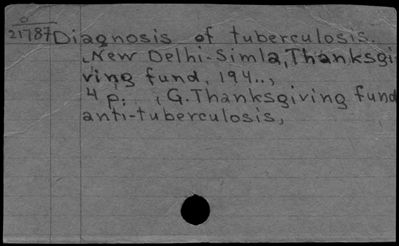 21787 Diagnosis of tuberculosis.
New Delhi-Simla, Thanksgi
ving fund, 194..,
4 p. , (G. Thanksgiving fund
anti-tuberculosis,